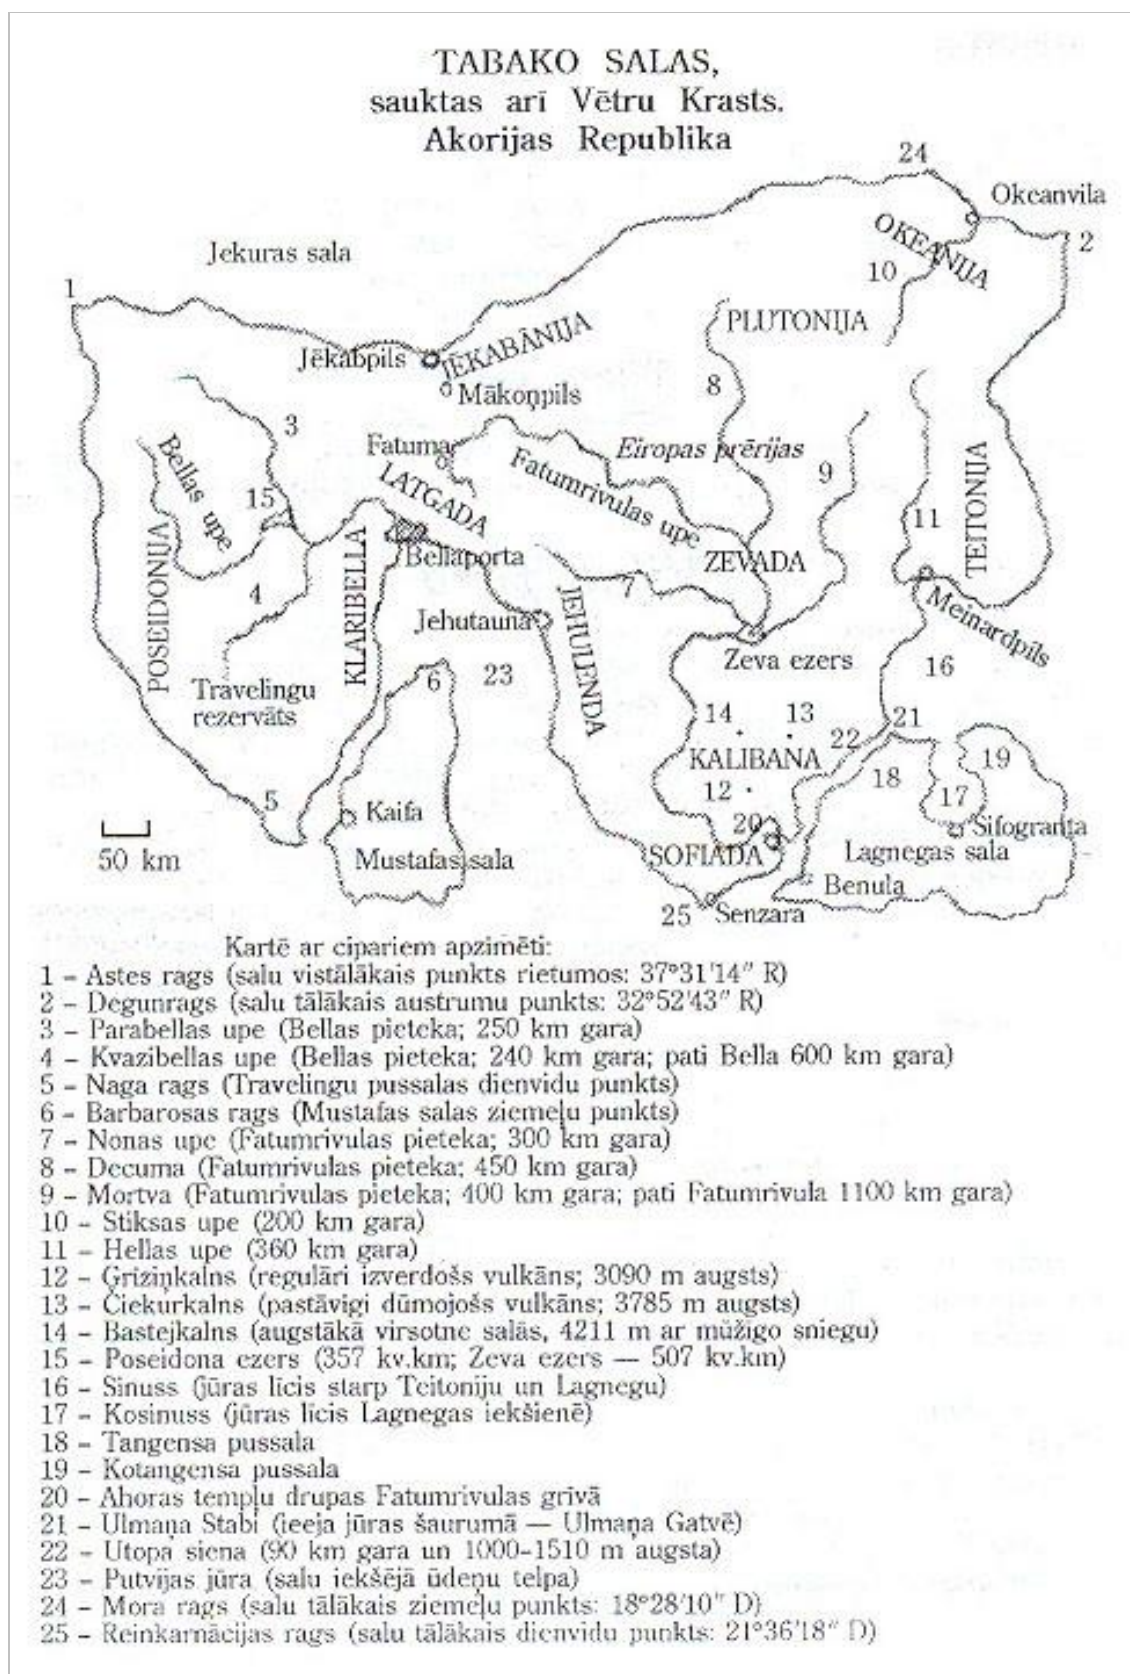 TABAKO SALAS,
sauktas arī Vētru Krasts.
Akorijas Republika
24
Okeanvila
OKEANIJA
2
Jekuras sala
10
1
PLUTONIJA
JĒKABĀNIJA
Jēkabpils
Mākoņpils
8
3
Fatuma
Eiropas prērijas
Bellas upe
LATGADA
Fatumrivulas upe
9
15
11
TEITONIJA
Bellaporta
ZEVADA
POSEIDONIJA
4
KLARIBELLA
7
Jehutauna
JEHULENDA
Meinardpils
Zeva ezers
16
Travelingu
rezervāts
6
23
14
13
21
22
KALIBANA
19
18
12
17
5
Kaifa
20
Sifogranta
50 km
Mustafas sala
SOFIADA
Lagnegas sala
Benula
25
Senzara
Kartē ar cipariem apzīmēti:
1 – Astes rags (salu vistālākais punkts rietumos: 37°31′14″ R)
2 – Degunrags (salu tālākais austrumu punkts: 32°52′43″ R)
3 – Parabellas upe (Bellas pieteka; 250 km gara)
4 – Kvazibellas upe (Bellas pieteka; 240 km gara; pati Bella 600 km gara)
5 – Naga rags (Travelingu pussalas dienvidu punkts)
6 – Barbarosas rags (Mustafas salas ziemeļu punkts)
7 – Nonas upe (Fatumrivulas pieteka; 300 km gara)
8 – Decuma (Fatumrivulas pieteka; 450 km gara)
9 – Mortva (Fatumrivulas pieteka; 400 km gara; pati Fatumrivula 1100 km gara)
10 – Stiksas upe (200 km gara)
11 – Hellas upe (360 km gara)
12 – Grīziņkalns (regulāri izverdošs vulkāns; 3090 m augsts)
13 – Čiekurkalns (pastāvīgi dūmojošs vulkāns; 3785 m augsts)
14 – Bastejkalns (augstākā virsotne salās, 4211 m ar mūžīgo sniegu)
15 – Poseidona ezers (357 kv.km; Zeva ezers — 507 kv.km)
16 – Sinuss (jūras līcis starp Teitoniju un Lagnegu)
17 – Kosinuss (jūras līcis Lagnegas iekšienē)
18 – Tangensa pussala
19 – Kotangensa pussala
20 – Ahoras tempļu drupas Fatumrivulas grīvā
21 – Ulmaņa Stabi (ieeja jūras šaurumā — Ulmaņa Gatvē)
22 – Utopa siena (90 km gara un 1000–1510 m augsta)
23 – Putvijas jūra (salu iekšējā ūdeņu telpa)
24 – Mora rags (salu tālākais ziemeļu punkts: 18°28′10″ D)
25 – Reinkarnācijas rags (salu tālākais dienvidu punkts: 21°36′18″ D)